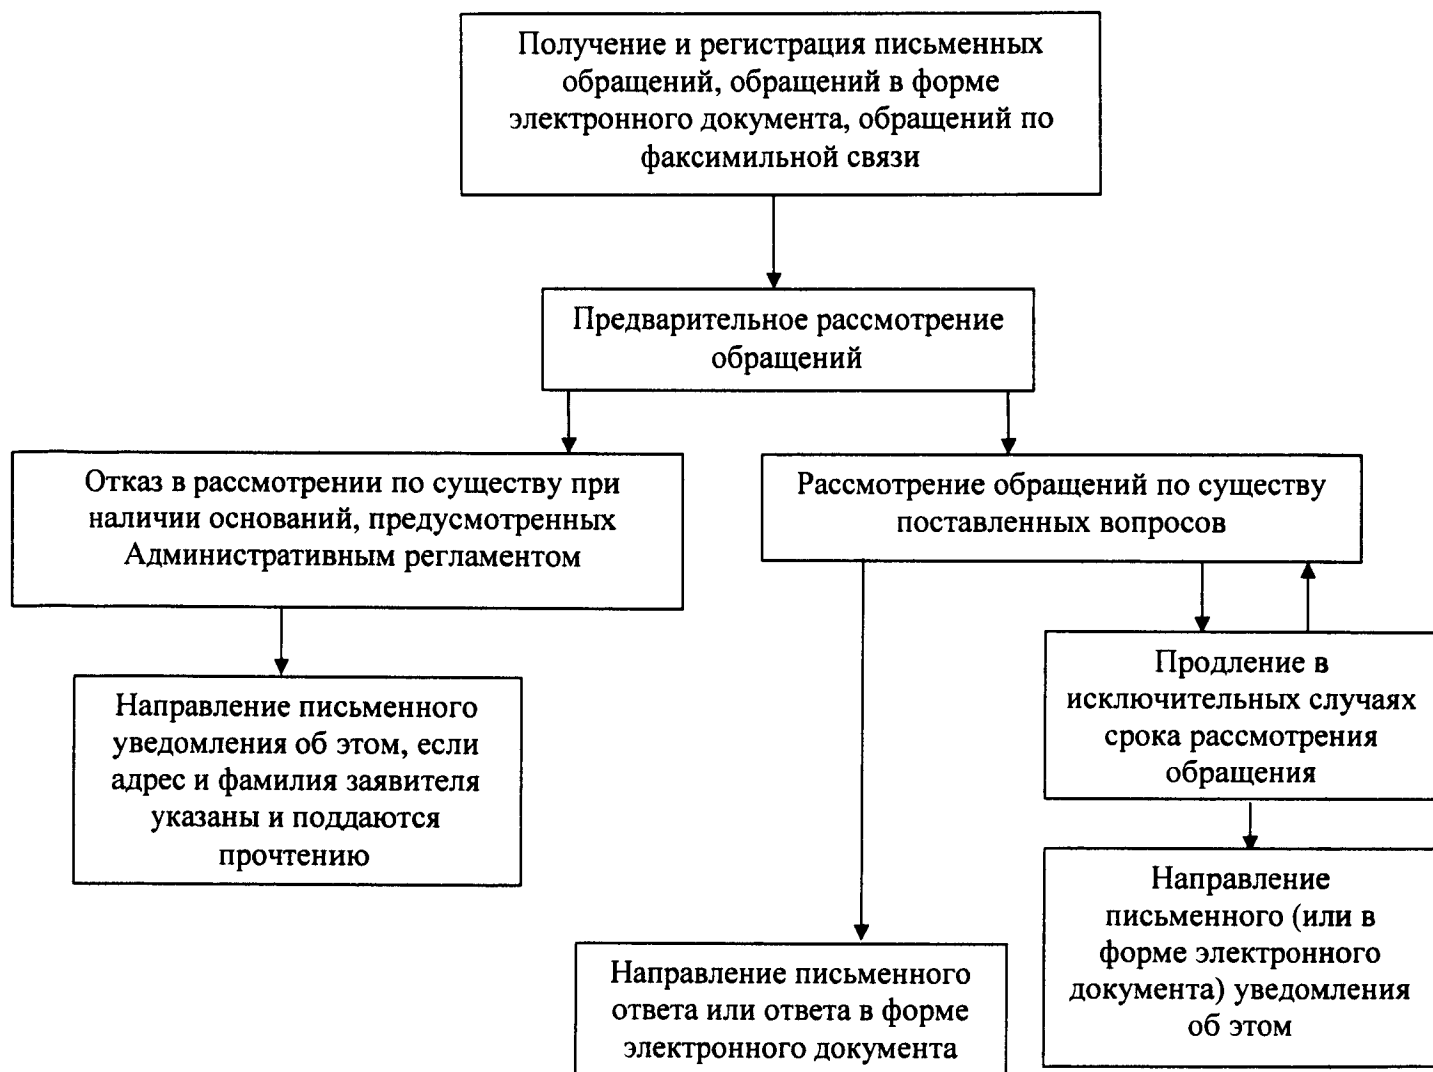 Получение и регистрация письменных
обращений, обращений в форме
электронного документа, обращений по
факсимильной связи
Предварительное рассмотрение
обращений
Отказ в рассмотрении по существу при
наличии оснований, предусмотренных
Административным регламентом
Рассмотрение обращений по существу
поставленных вопросов
Направление письменного
уведомления об этом, если
адрес и фамилия заявителя
указаны и поддаются
прочтению
Продление в
исключительных случаях
срока рассмотрения
обращения
Направление письменного
ответа или ответа в форме
электронного документа
Направление
письменного (или в
форме электронного
документа) уведомления
об этом